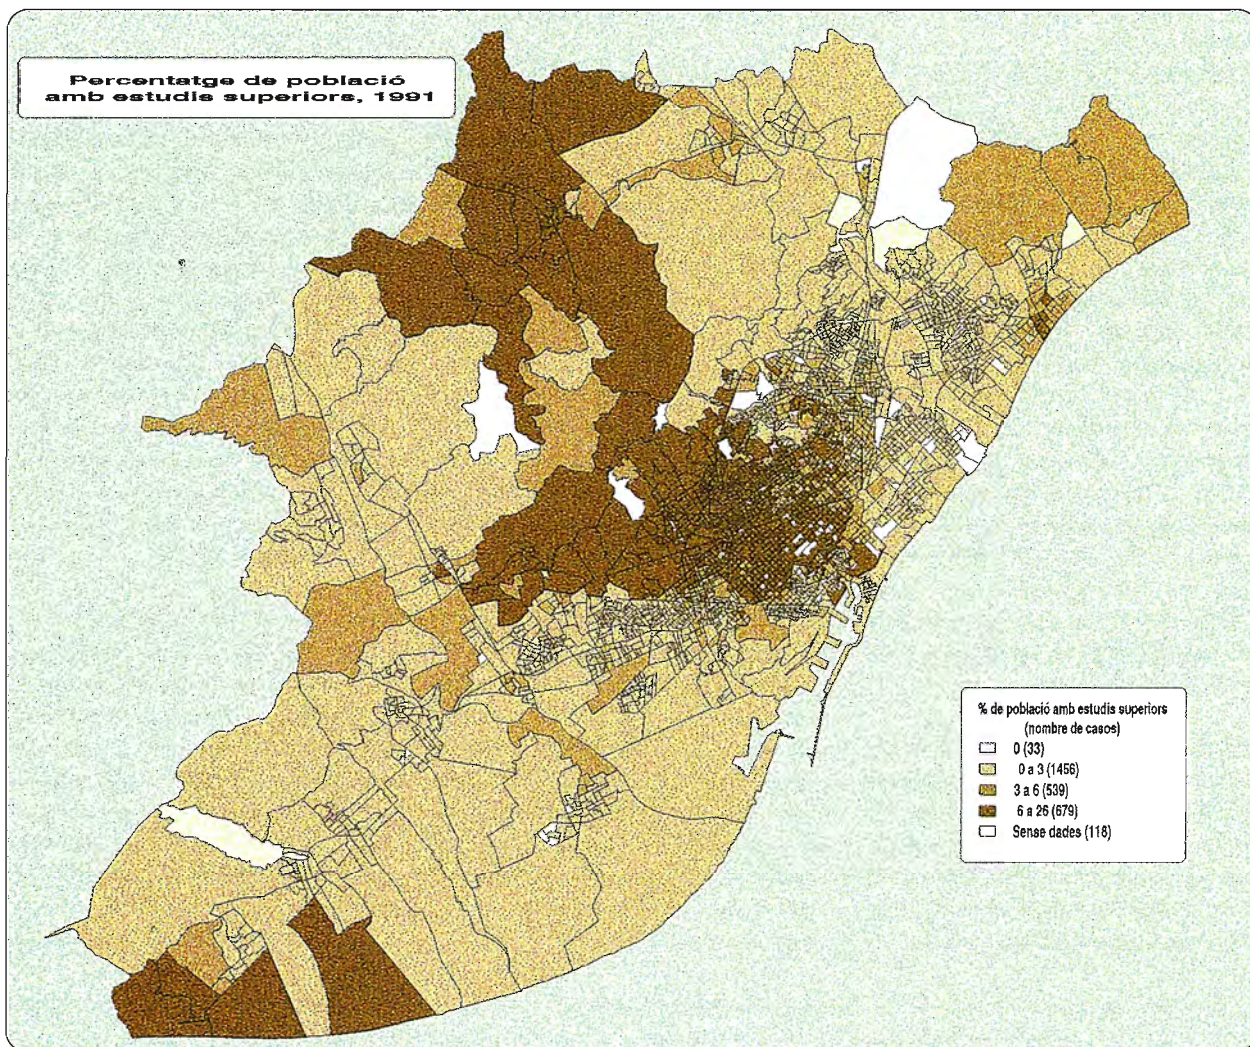 Percentatge de població
amb estudis superiors, 1991
% de població amb estudis superiors
(nombre de casos)
0 (33)
0 a 3 (1456)
3 a 6 (539)
6 a 26 (679)
Sense dades (118)